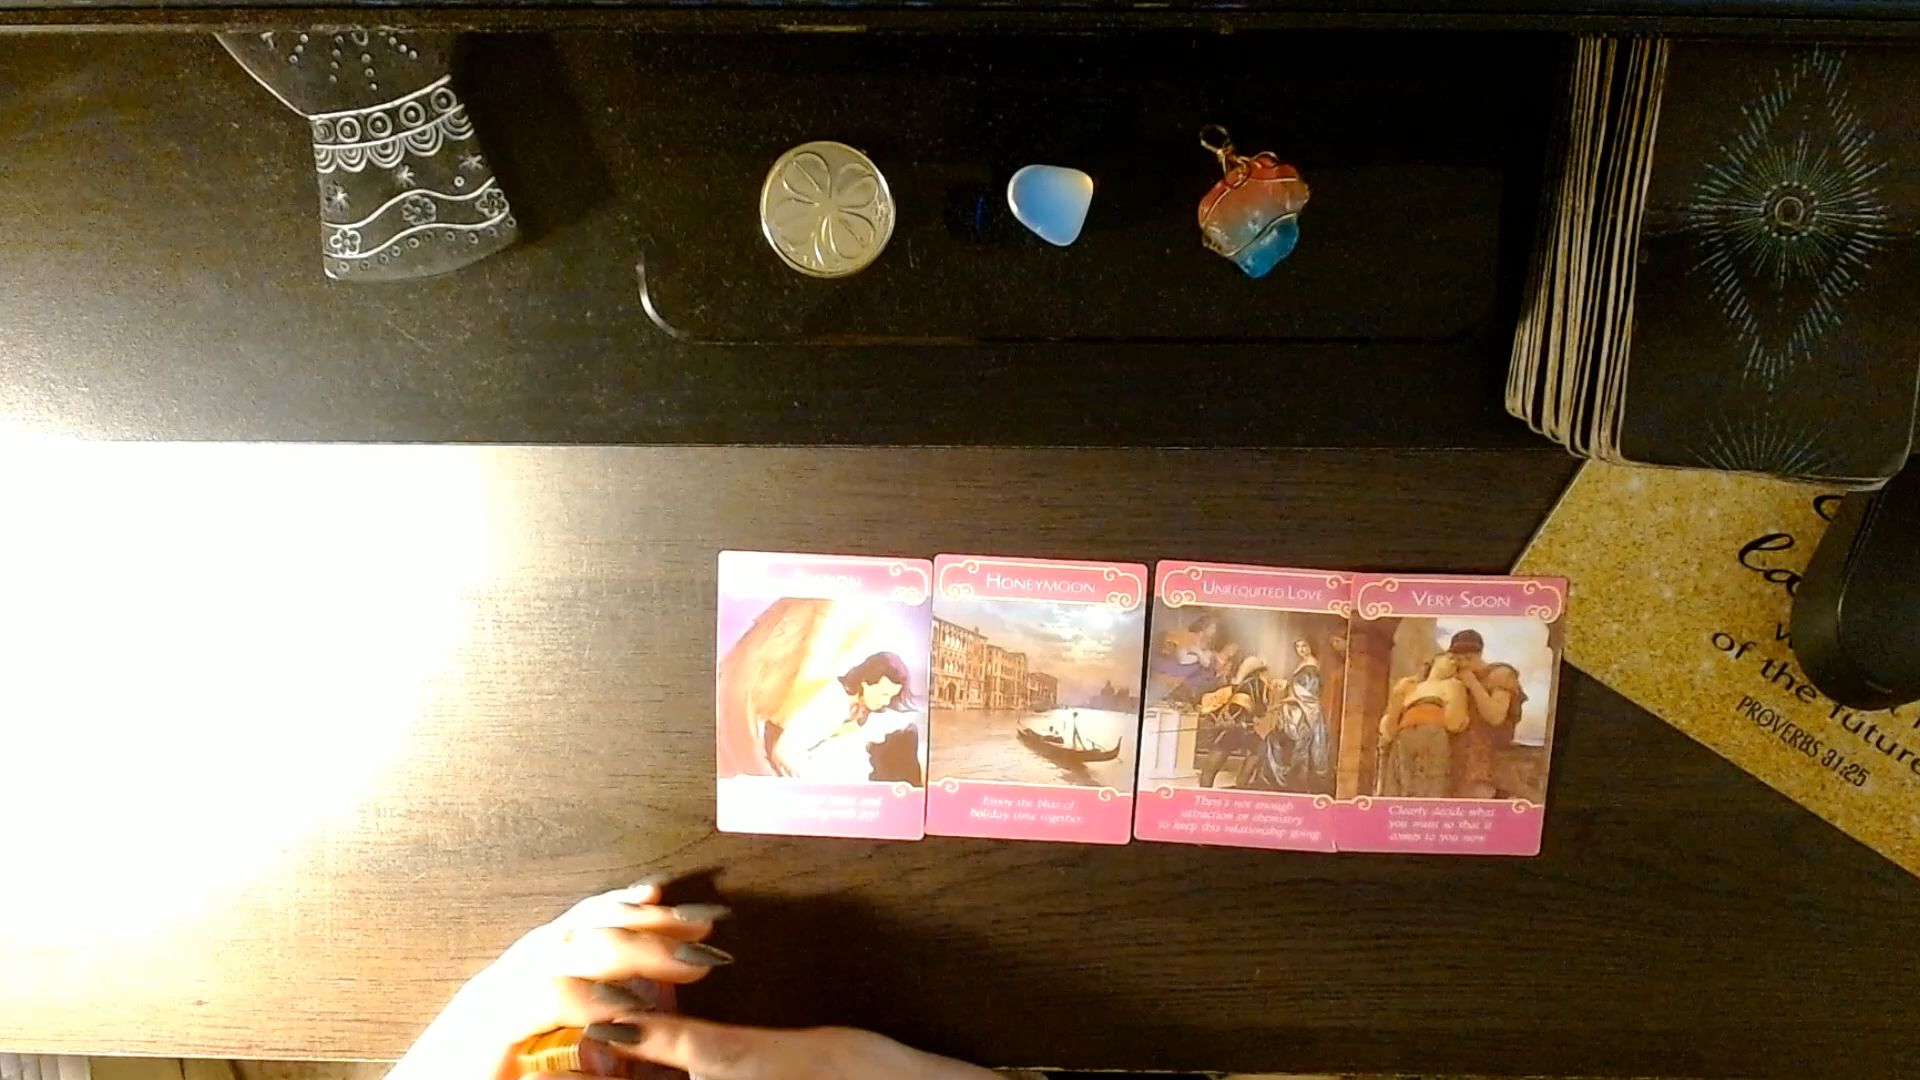 HONEYMOON
Enjoy the bliss of
holiday time together.
UNREQUITED LOVE
There's not enough
attraction or chemistry
to keep this relationship going.
VERY SOON
Clearly decide what
you want so that it
comes to you now.
of the future
PROVERBS 31:25